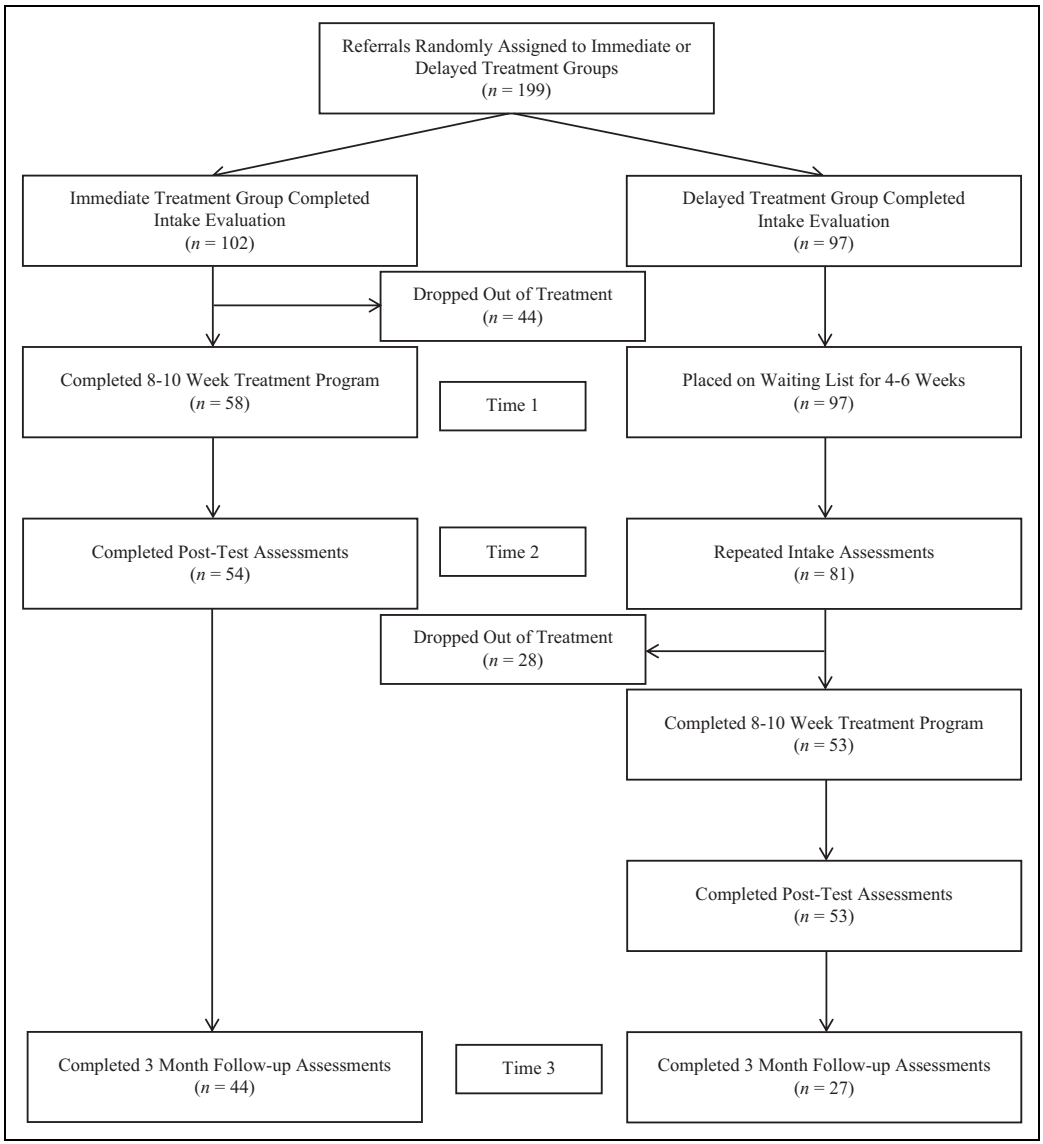 Referrals Randomly Assigned to Immediate or
Delayed Treatment Groups
(n = 199)
Immediate Treatment Group Completed
Intake Evaluation
(n = 102)
Delayed Treatment Group Completed
Intake Evaluation
(n = 97)
Dropped Out of Treatment
(n = 44)
Completed 8-10 Week Treatment Program
(n = 58)
Time 1
Placed on Waiting List for 4-6 Weeks
(n = 97)
Completed Post-Test Assessments
(n = 54)
Time 2
Repeated Intake Assessments
(n = 81)
Dropped Out of Treatment
(n = 28)
Completed 8-10 Week Treatment Program
(n = 53)
Completed Post-Test Assessments
(n = 53)
Completed 3 Month Follow-up Assessments
(n = 44)
Time 3
Completed 3 Month Follow-up Assessments
(n = 27)